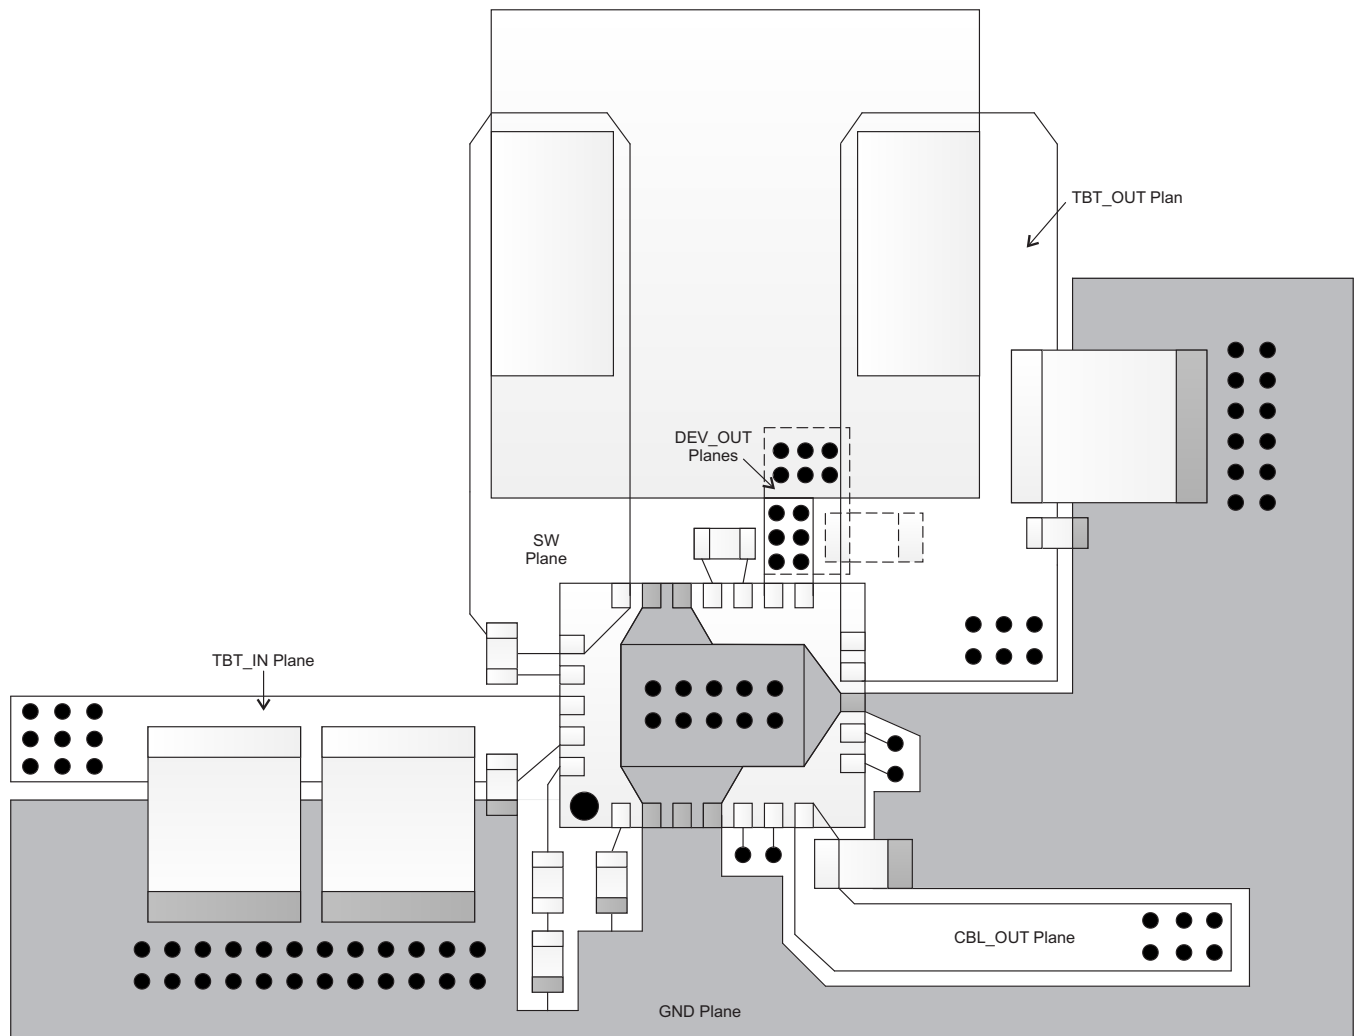 TBT_OUT Plan
DEV_OUT
Planes
SW
Plane
TBT_IN Plane
CBL_OUT Plane
GND Plane